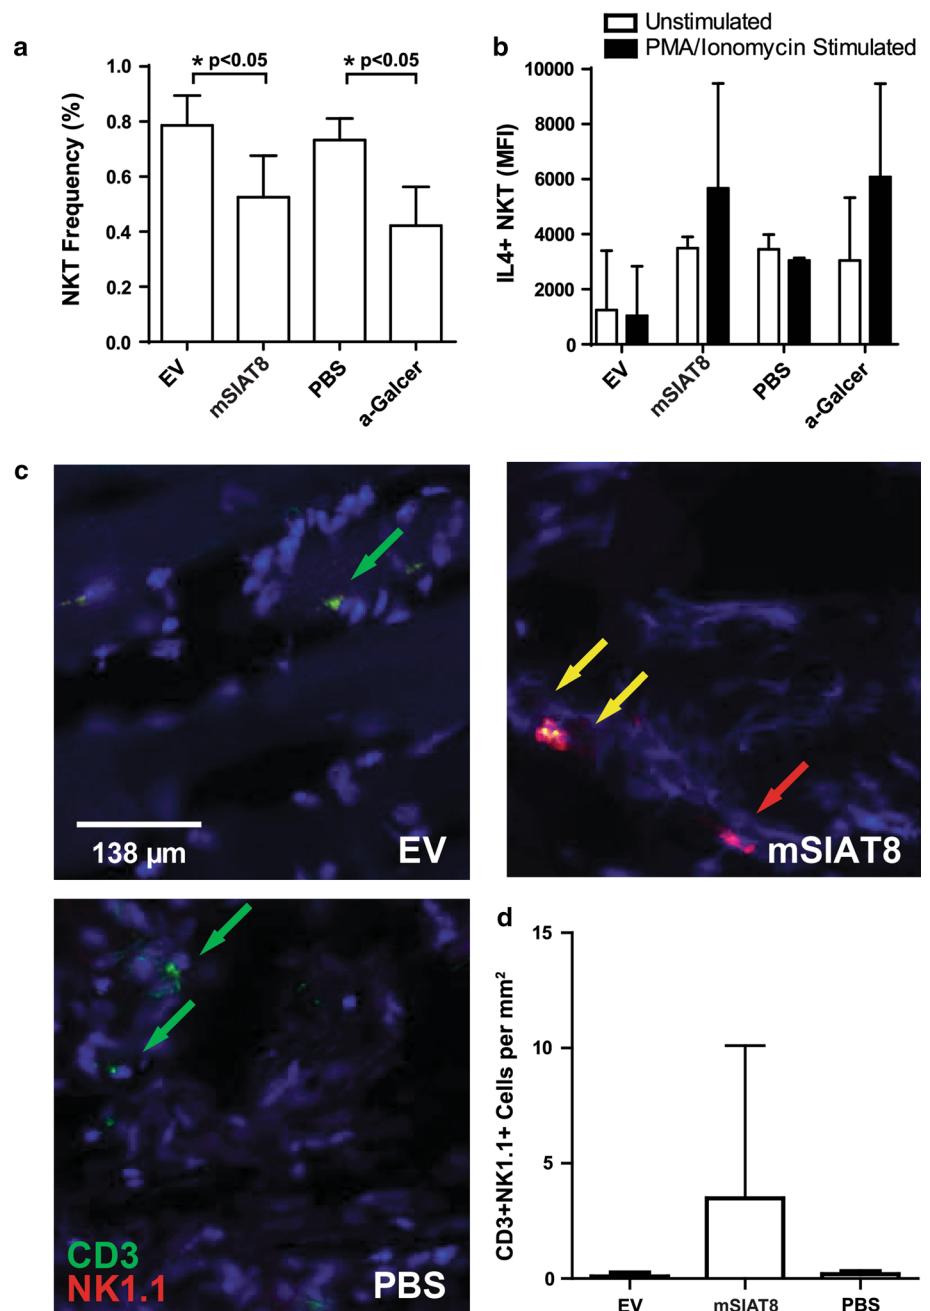 a
* p<0.05
* p<0.05
NKT Frequency (%)
1.0
0.8
0.6
0.4
0.2
0.0
EV
mSIAT8
PBS
a-Galcer
b
Unstimulated
PMA/Ionomycin Stimulated
IL4+ NKT (MFI)
10000
8000
6000
4000
2000
0
EV
mSIAT8
PBS
a-Galcer
c
138 µm
EV
mSIAT8
CD3
NK1.1
PBS
d
CD3+NK1.1+ Cells per mm²
15
10
5
0
EV
mSIAT8
PBS